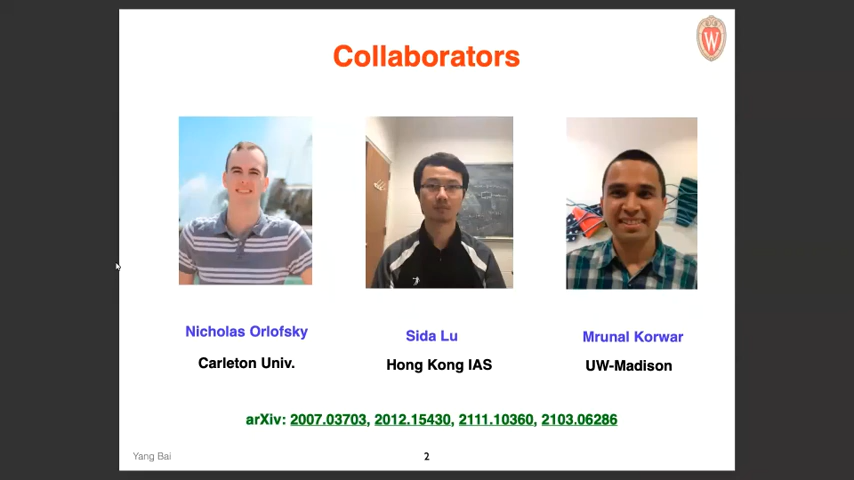 Collaborators
W
Nicholas Orlofsky
Carleton Univ.
Sida Lu
Hong Kong IAS
Mrunal Korwar
UW-Madison
arXiv: 2007.03703, 2012.15430, 2111.10360, 2103.06286
Yang Bai
2